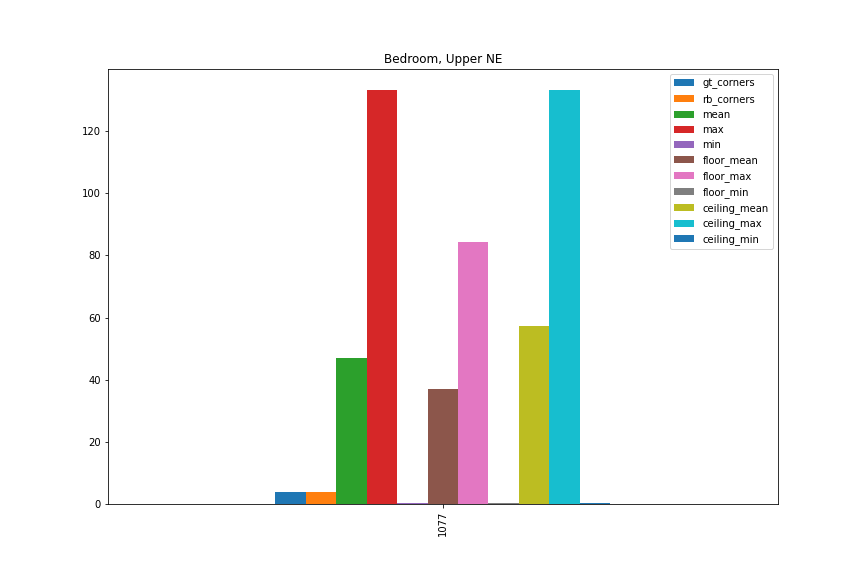 Bedroom, Upper NE
gt_corners
rb_corners
mean
max
min
floor_mean
floor_max
floor_min
ceiling_mean
ceiling_max
ceiling_min
120
100
80
60
40
20
0
1077